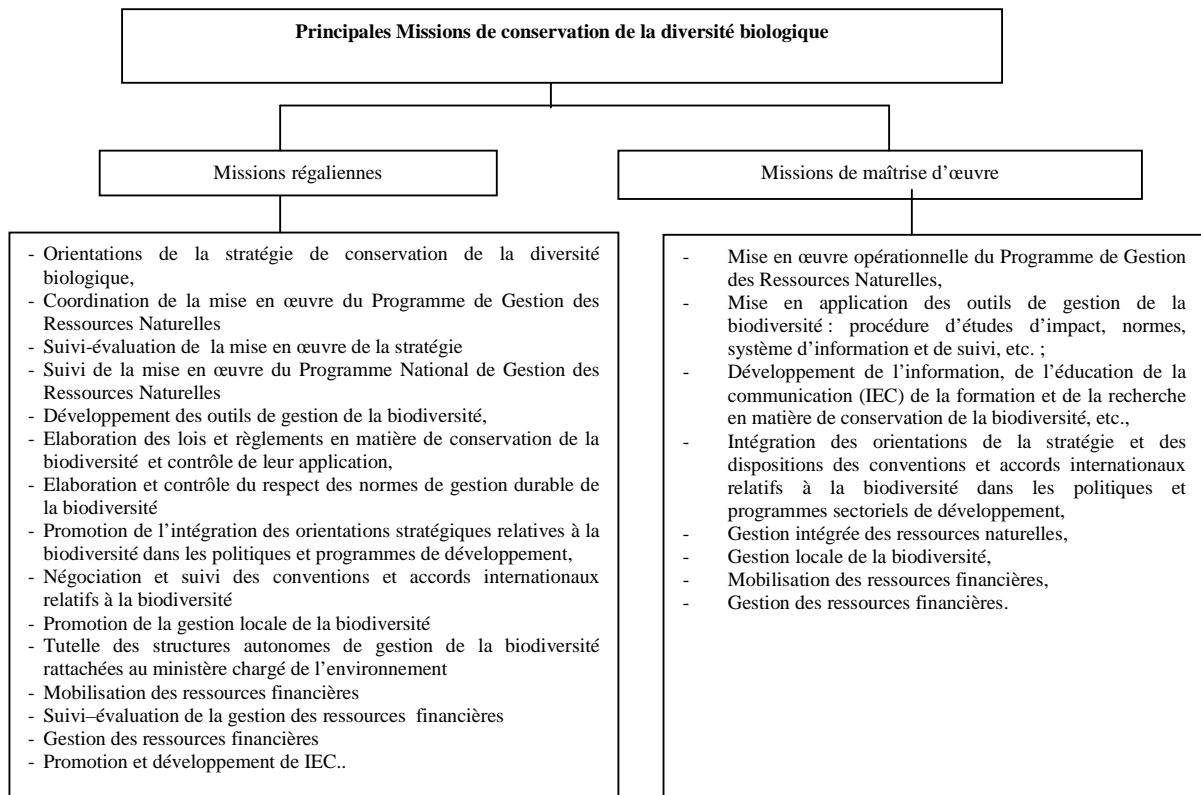 Principales Missions de conservation de la diversité biologique
Missions régaliennes
Missions de maîtrise d’œuvre
- Orientations de la stratégie de conservation de la diversité
biologique,
- Coordination de la mise en œuvre du Programme de Gestion des
Ressources Naturelles
- Suivi-évaluation de la mise en œuvre de la stratégie
- Suivi de la mise en œuvre du Programme National de Gestion des
Ressources Naturelles
- Développement des outils de gestion de la biodiversité,
- Elaboration des lois et règlements en matière de conservation de la
biodiversité et contrôle de leur application,
- Elaboration et contrôle du respect des normes de gestion durable de
la biodiversité
- Promotion de l’intégration des orientations stratégiques relatives à la
biodiversité dans les politiques et programmes de développement,
- Négociation et suivi des conventions et accords internationaux
relatifs à la biodiversité
- Promotion de la gestion locale de la biodiversité
- Tutelle des structures autonomes de gestion de la biodiversité
rattachées au ministère chargé de l’environnement
- Mobilisation des ressources financières
- Suivi–évaluation de la gestion des ressources financières
- Gestion des ressources financières
- Promotion et développement de IEC..
- Mise en œuvre opérationnelle du Programme de Gestion
des Ressources Naturelles,
- Mise en application des outils de gestion de la
biodiversité : procédure d’études d’impact, normes,
système d’information et de suivi, etc. ;
- Développement de l’information, de l’éducation de la
communication (IEC) de la formation et de la recherche
en matière de conservation de la biodiversité, etc.,
- Intégration des orientations de la stratégie et des
dispositions des conventions et accords internationaux
relatifs à la biodiversité dans les politiques et
programmes sectoriels de développement,
- Gestion intégrée des ressources naturelles,
- Gestion locale de la biodiversité,
- Mobilisation des ressources financières,
- Gestion des ressources financières.